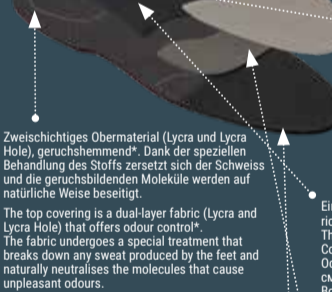 Zweischichtiges Obermaterial (Lycra und Lycra
Hole), geruchshemmend*. Dank der speziellen
Behandlung des Stoffs zersetzt sich der Schweiss
und die geruchsbildenden Moleküle werden auf
natürliche Weise beseitigt.
The top covering is a dual-layer fabric (Lycra and
Lycra Hole) that offers odour control*.
The fabric undergoes a special treatment that
breaks down any sweat produced by the feet and
naturally neutralises the molecules that cause
unpleasant odours.